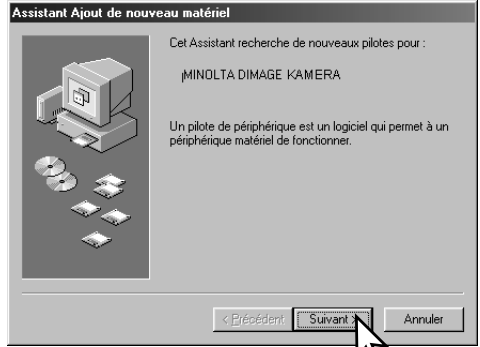 Assistant Ajout de nouveau matériel
Cet Assistant recherche de nouveaux pilotes pour :
MINOLTA DIMAGE KAMERA
Un pilote de périphérique est un logiciel qui permet à un
périphérique matériel de fonctionner.
< Précédent
Suivant >
Annuler